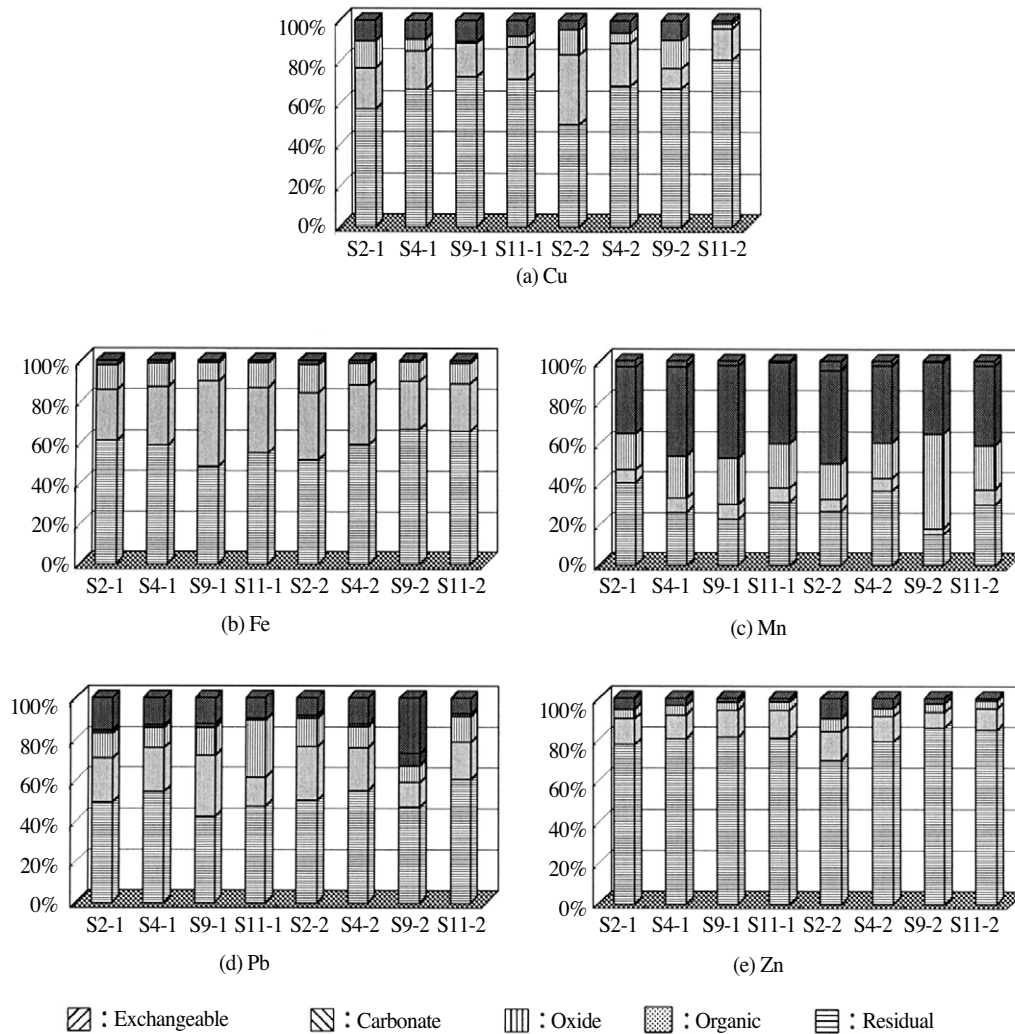 100%
80%
60%
40%
20%
0%
S2-1 S4-1 S9-1 S11-1 S2-2 S4-2 S9-2 S11-2
(a) Cu
100%
80%
60%
40%
20%
0%
S2-1 S4-1 S9-1 S11-1 S2-2 S4-2 S9-2 S11-2
(b) Fe
100%
80%
60%
40%
20%
0%
S2-1 S4-1 S9-1 S11-1 S2-2 S4-2 S9-2 S11-2
(c) Mn
100%
80%
60%
40%
20%
0%
S2-1 S4-1 S9-1 S11-1 S2-2 S4-2 S9-2 S11-2
(d) Pb
100%
80%
60%
40%
20%
0%
S2-1 S4-1 S9-1 S11-1 S2-2 S4-2 S9-2 S11-2
(e) Zn
: Exchangeable : Carbonate : Oxide : Organic : Residual